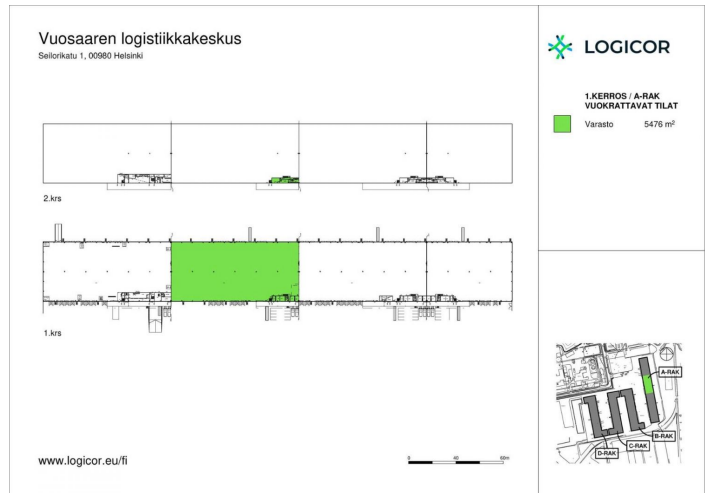 Vuosaaren logistiikkakeskus
Seilorikatu 1, 00980 Helsinki
LOGICOR
1.KERROS / A-RAK
VUOKRATTAVAT TILAT
Varasto 5476 m²
2.krs
1.krs
A-RAK
B-RAK
C-RAK
D-RAK
www.logicor.eu/fi
0 40 60m